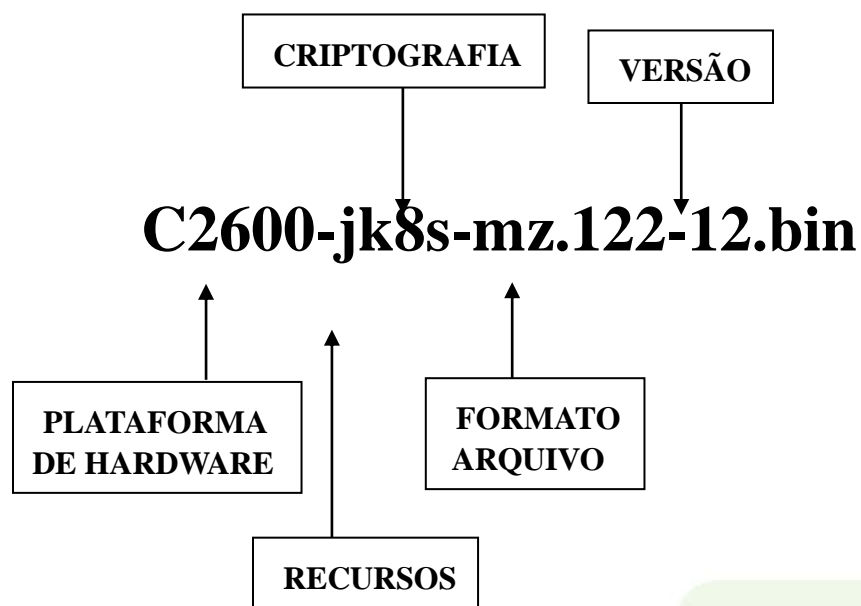 CRIPTOGRAFIA
VERSÃO
C2600-jk8s-mz.122-12.bin
PLATAFORMA
DE HARDWARE
FORMATO
ARQUIVO
RECURSOS